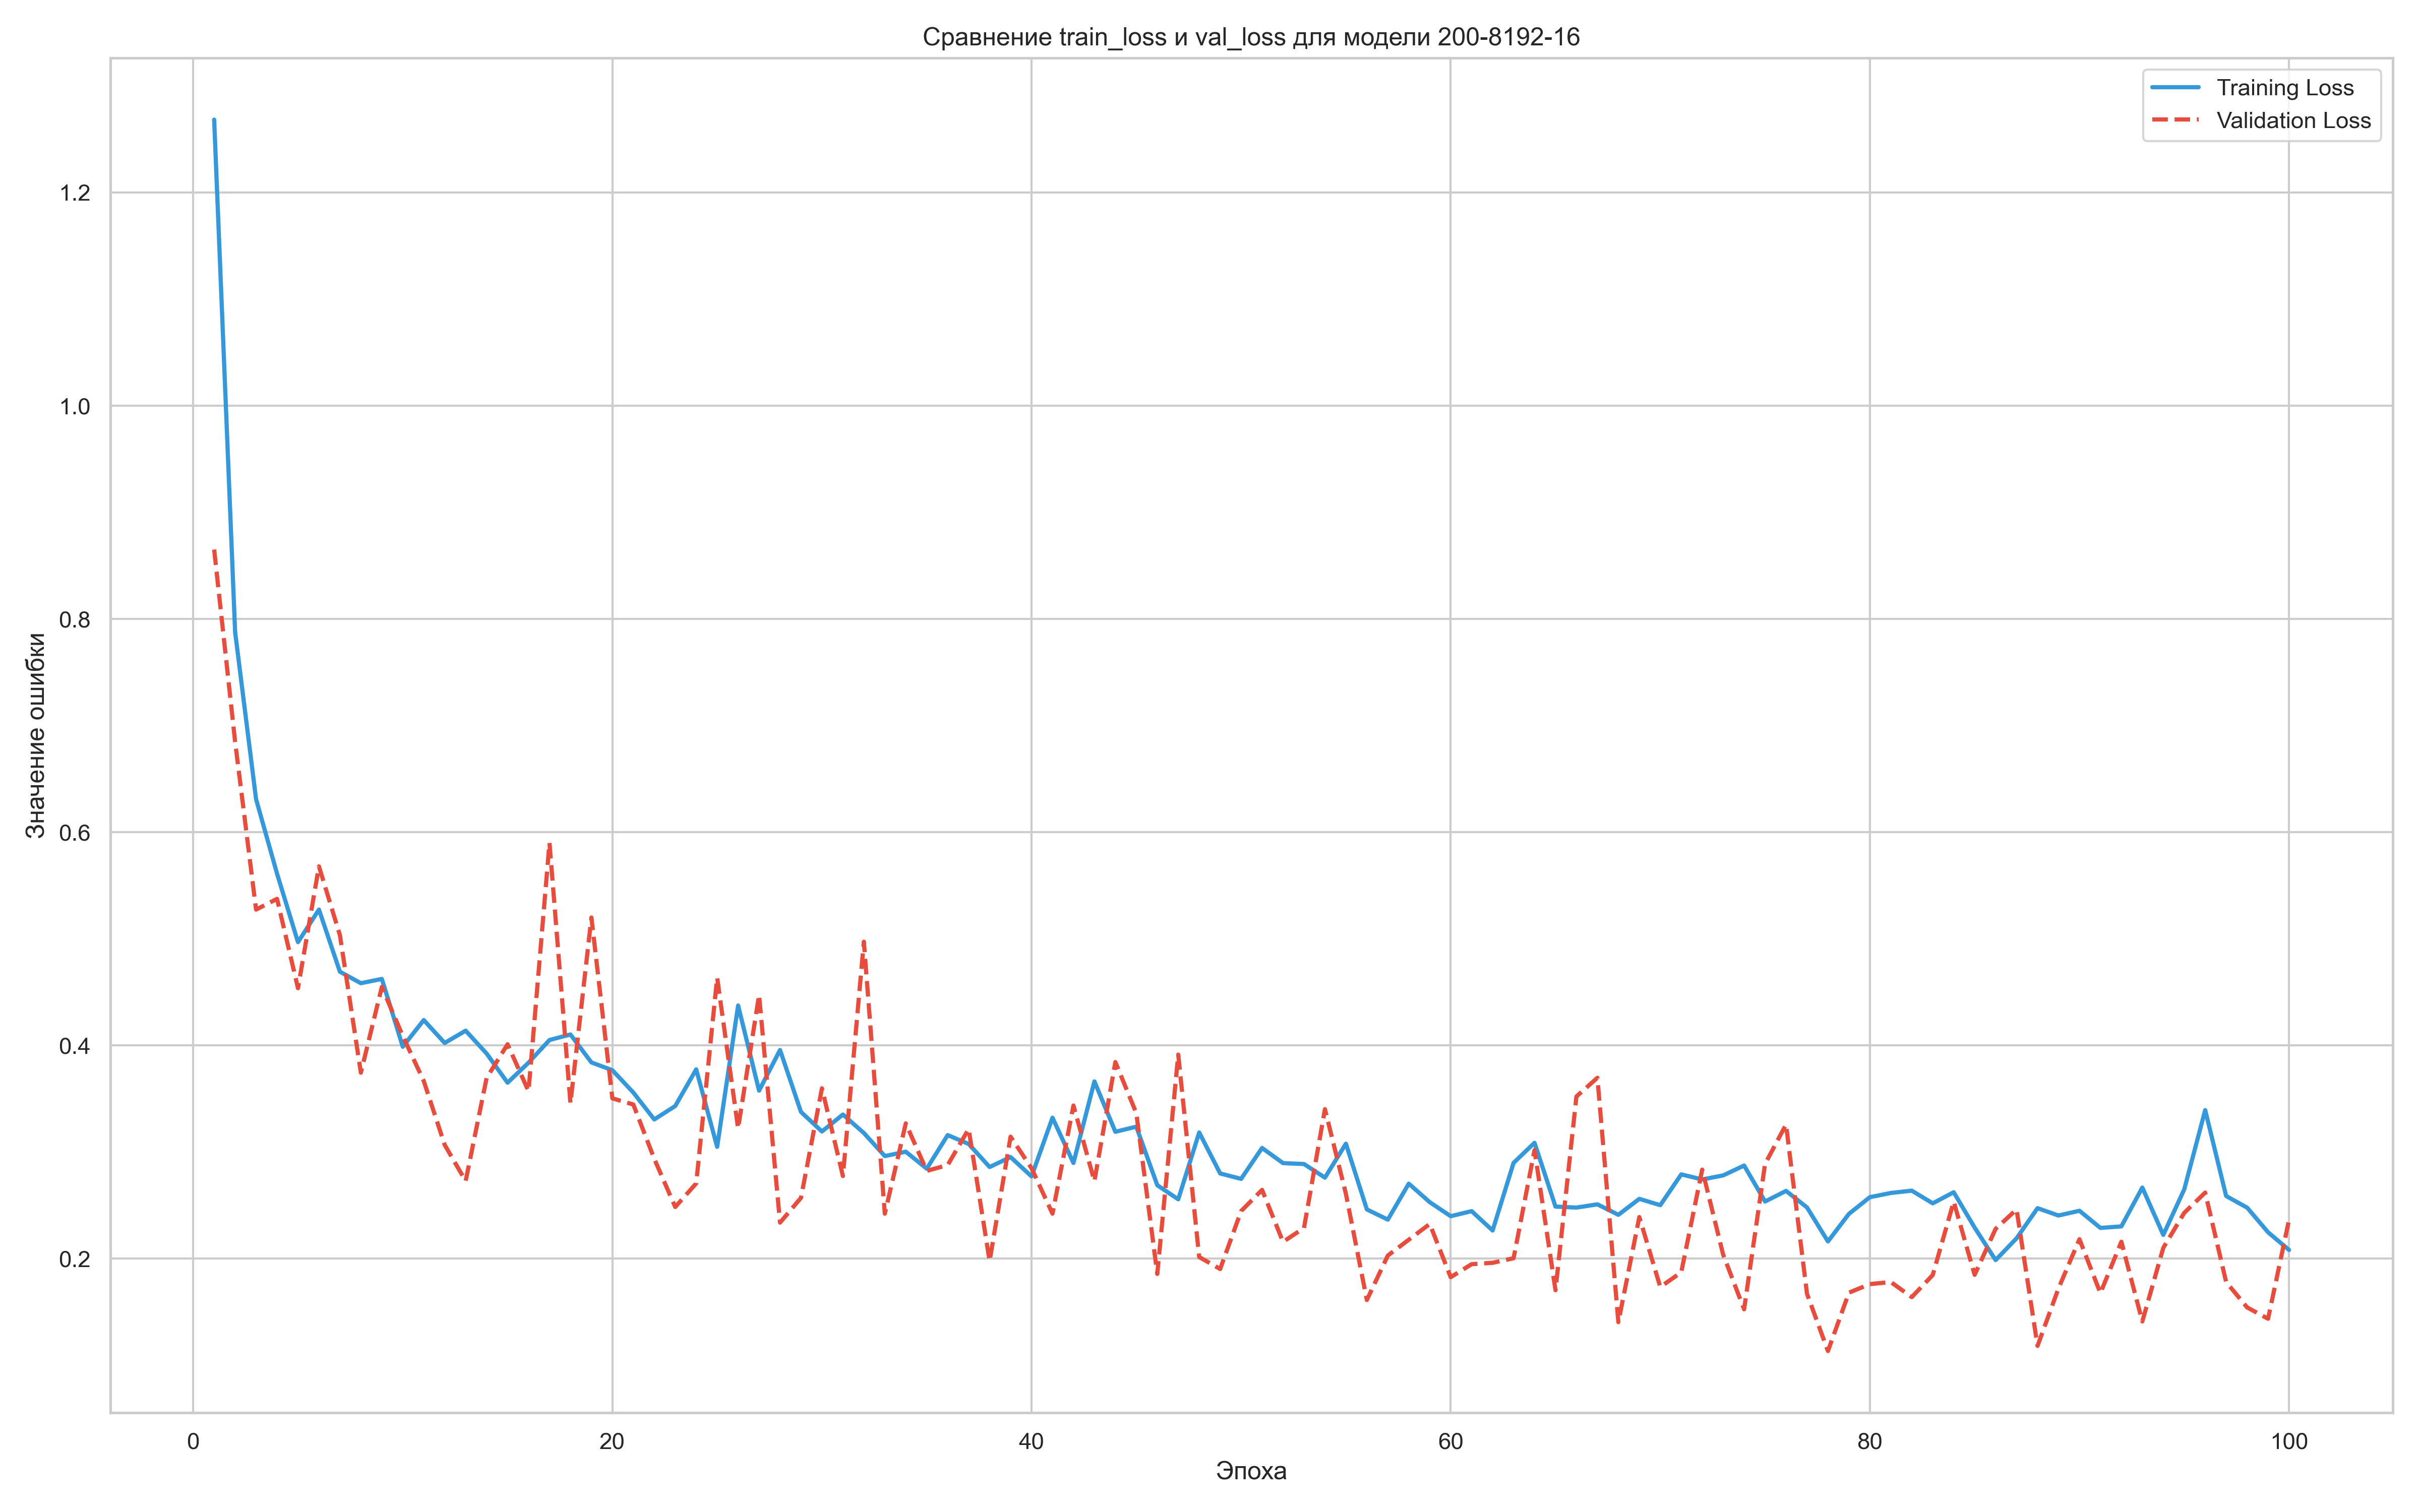 Сравнение train_loss и val_loss для модели 200-8192-16
Training Loss
Validation Loss
1.2
1.0
0.8
0.6
0.4
0.2
Значение ошибки
0 20 40 60 80 100
Эпоха